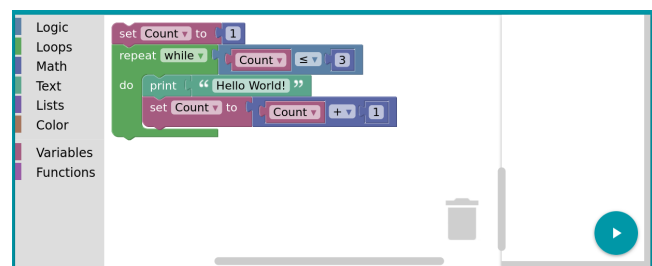 Logic
Loops
Math
Text
Lists
Color
Variables
Functions
set Count ▾ to 1
repeat while ▾ Count ▾ ≤ ▾ 3
do print “ Hello World! ”
set Count ▾ to Count ▾ + ▾ 1